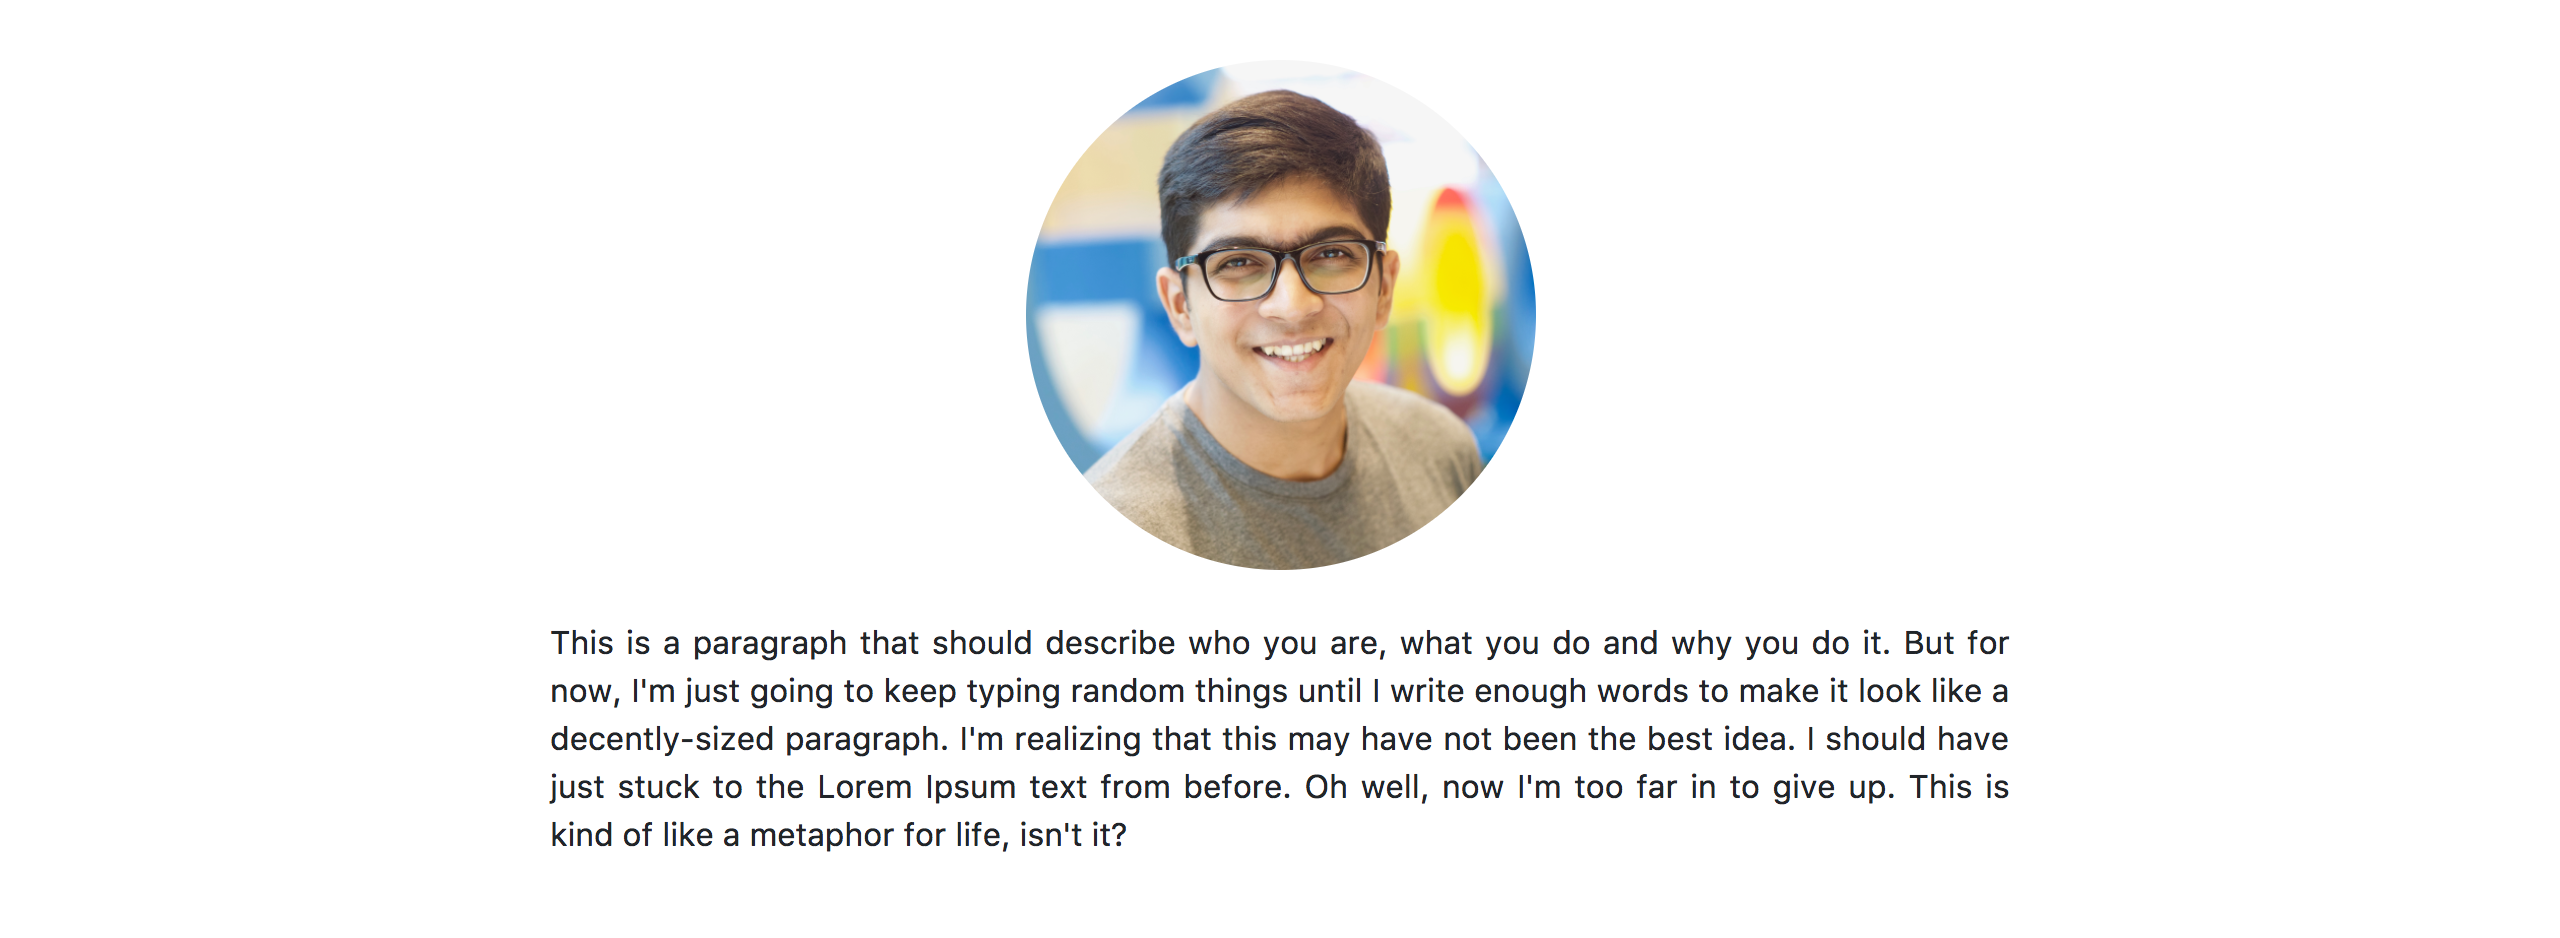 This is a paragraph that should describe who you are, what you do and why you do it. But for
now, I'm just going to keep typing random things until I write enough words to make it look like a
decently-sized paragraph. I'm realizing that this may have not been the best idea. I should have
just stuck to the Lorem Ipsum text from before. Oh well, now I'm too far in to give up. This is
kind of like a metaphor for life, isn't it?